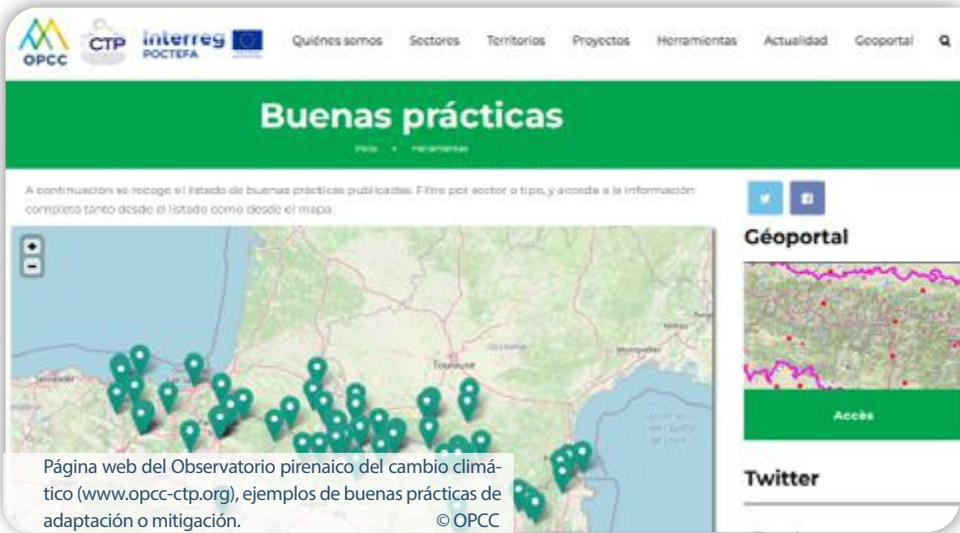 OPCC
CTP
Interreg
POCTEFA
Quiénes somos Sectores Territorios Proyectos Herramientas Actualidad Geoportal
Buenas prácticas
Inicio Herramientas
A continuación se recoge el listado de buenas prácticas publicadas. Filtre por sector o tipo, y acceda a la información
completa tanto desde el listado como desde el mapa.
+
-
Toulouse
Montpellier
Santander
Géoportal
Accès
Twitter
Página web del Observatorio pirenaico del cambio climá-
tico (www.opcc-ctp.org), ejemplos de buenas prácticas de
adaptación o mitigación. © OPCC